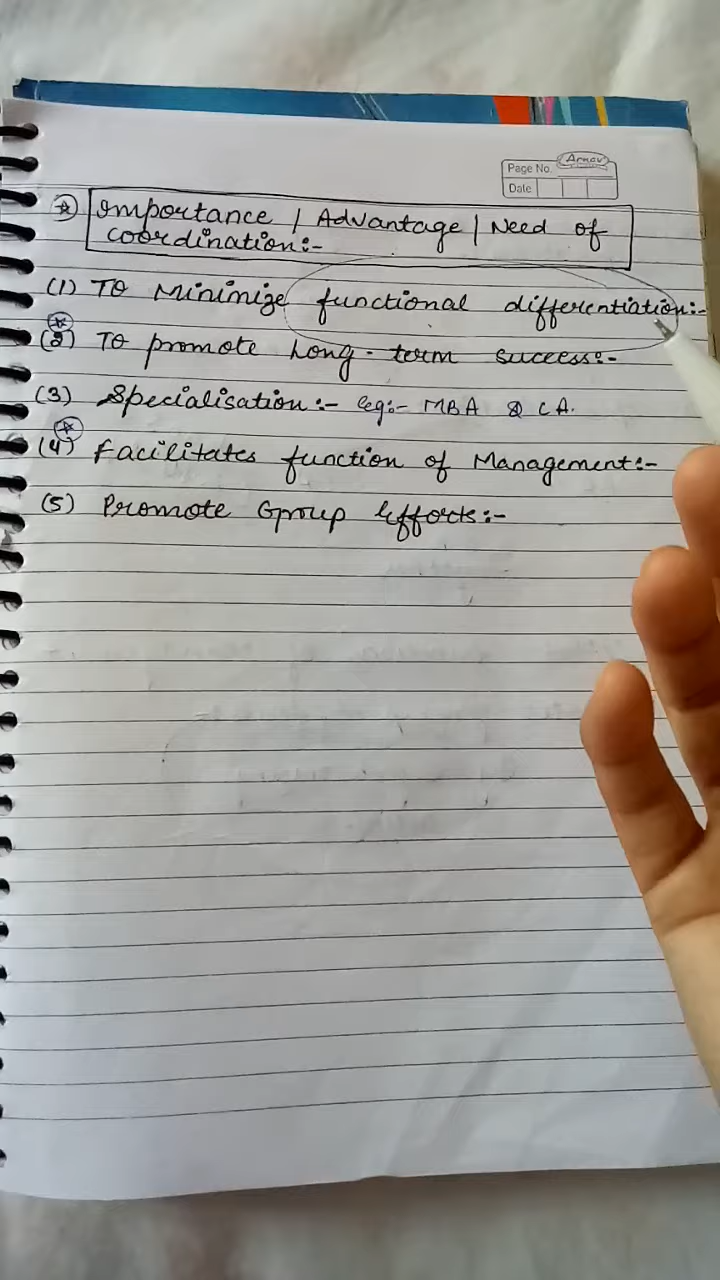 Page No.
Arnav
Date
Importance / Advantage / Need of
coordination:-
(1) To Minimize functional differentiation:-
(2) To promote Long-term success:-
(3) Specialisation:- eg:- MBA & CA.
(4) Facilitates function of Management:-
(5) Promote Group Efforts:-